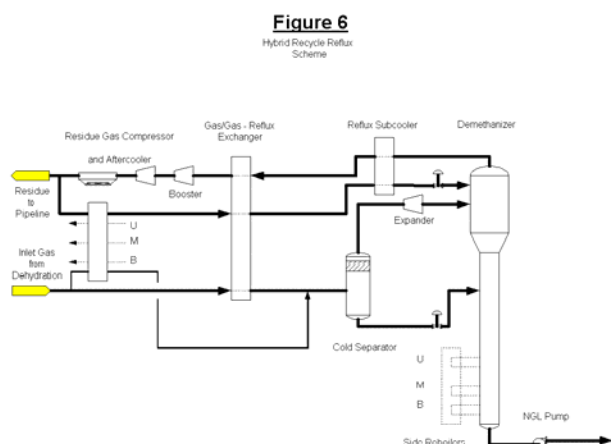 Figure 6
Hybrid Recycle Reflux
Scheme
Residue Gas Compressor
and Aftercooler
Gas/Gas - Reflux
Exchanger
Reflux Subcooler
Demethanizer
Booster
Residue
to
Pipeline
Expander
U
M
B
Inlet Gas
from
Dehydration
Cold Separator
U
M
B
NGL Pump
Side Reboilers